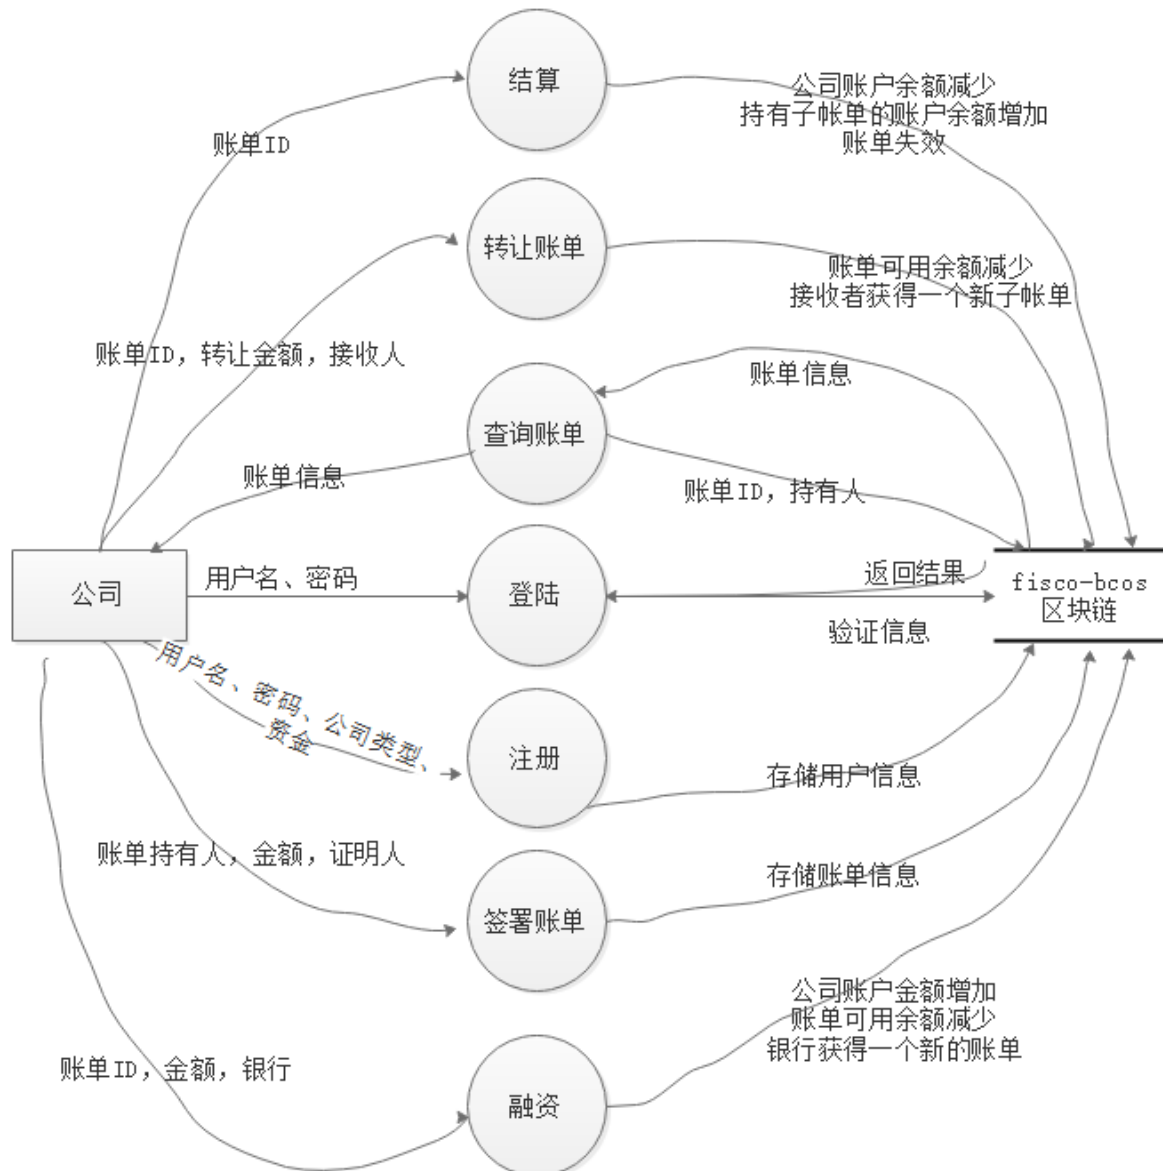 结算
公司账户余额减少
持有子帐单的账户余额增加
账单失效
账单ID
转让账单
账单可用余额减少
接收者获得一个新子帐单
账单ID，转让金额，接收人
账单信息
查询账单
账单信息
账单ID，持有人
公司
用户名、密码
登陆
返回结果
验证信息
fisco-bcos
区块链
用户名、密码、公司类型、
资金
注册
存储用户信息
账单持有人，金额，证明人
签署账单
存储账单信息
公司账户金额增加
账单可用余额减少
银行获得一个新的账单
账单ID，金额，银行
融资